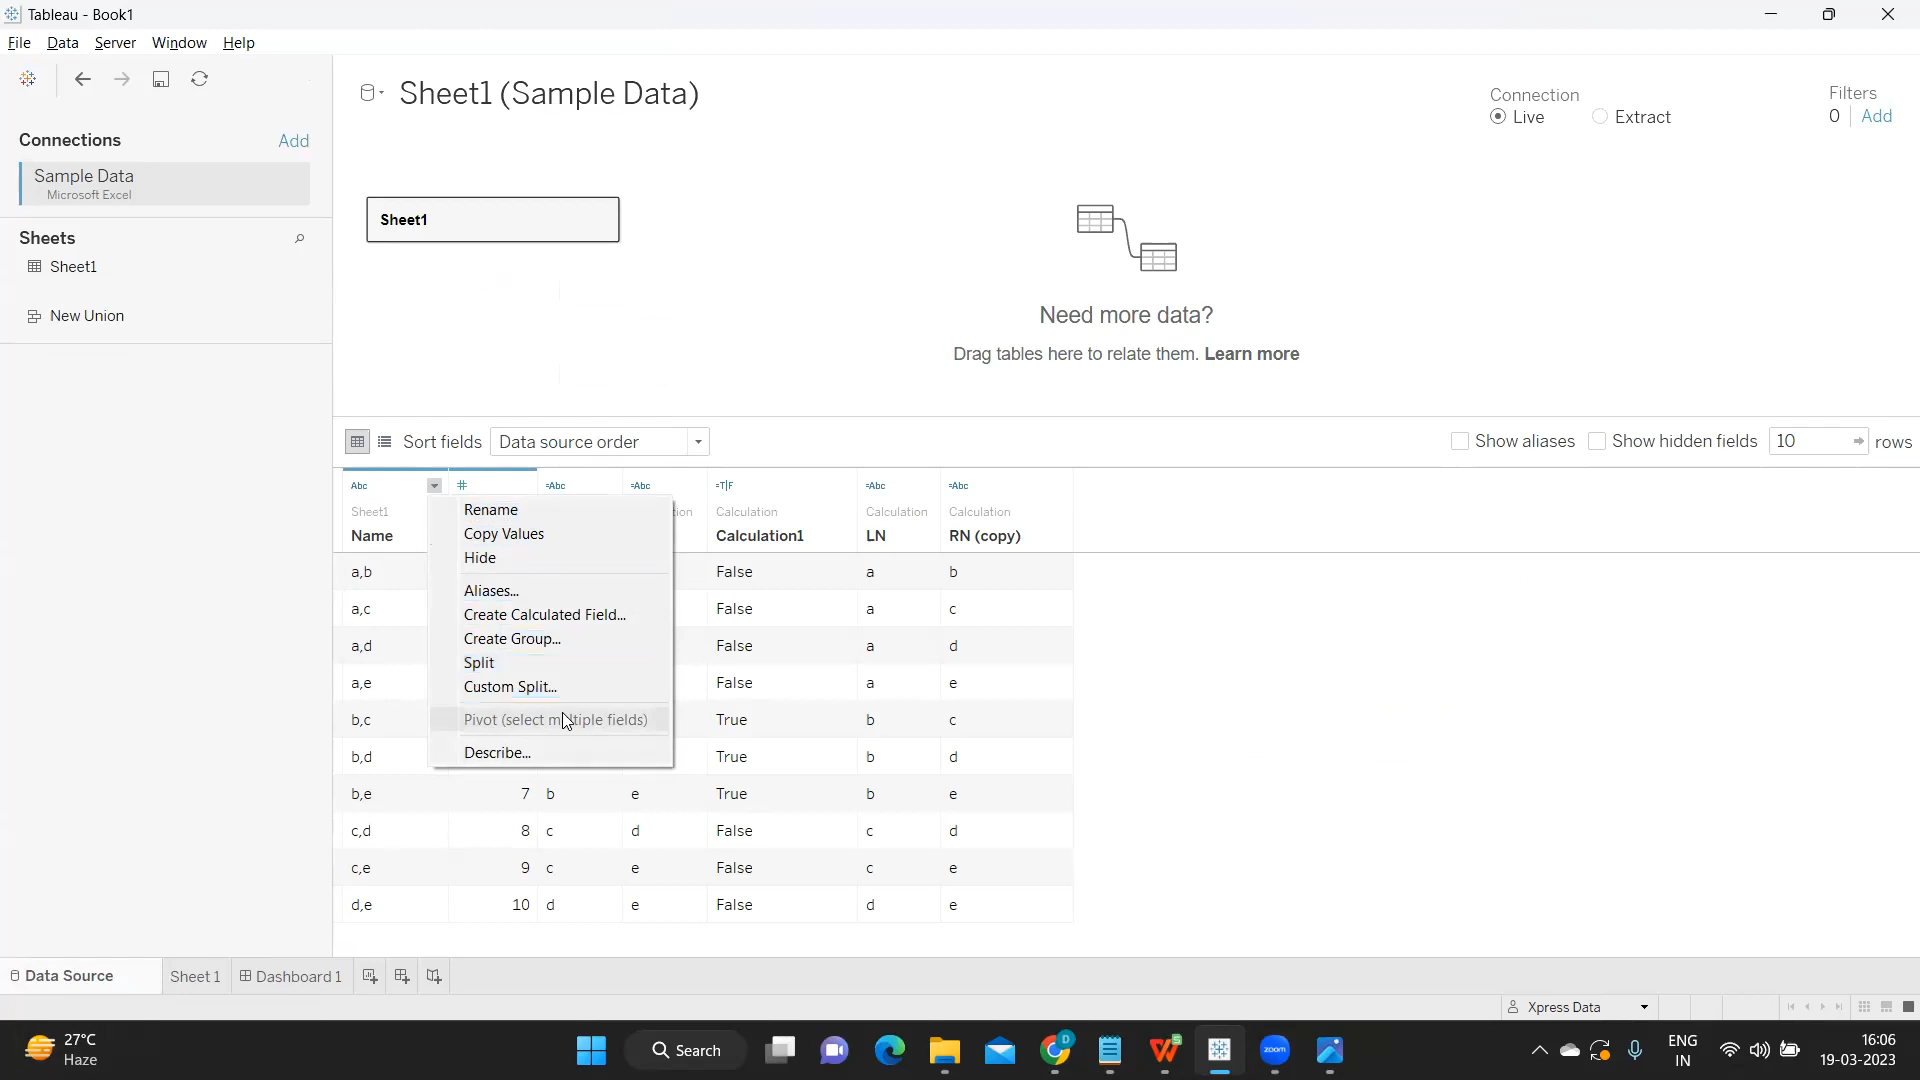 Tableau - Book1
File Data Server Window Help
Connections Add
Sample Data
Microsoft Excel
Sheets
Sheet1
New Union
Sheet1 (Sample Data)
Connection
Live Extract
Filters
0 Add
Sheet1
Need more data?
Drag tables here to relate them. Learn more
Sort fields Data source order
Show aliases Show hidden fields 10 rows
Abc # =Abc =Abc =T|F =Abc =Abc
Sheet1 Calculation Calculation Calculation
Name Calculation1 LN RN (copy)
Rename
Copy Values
Hide
Aliases...
Create Calculated Field...
Create Group...
Split
Custom Split...
Pivot (select multiple fields)
Describe...
a,b False a b
a,c False a c
a,d False a d
a,e False a e
b,c True b c
b,d True b d
b,e 7 b e True b e
c,d 8 c d False c d
c,e 9 c e False c e
d,e 10 d e False d e
Data Source Sheet 1 Dashboard 1
Xpress Data
27°C
Haze
Search
zoom
ENG
IN
16:06
19-03-2023